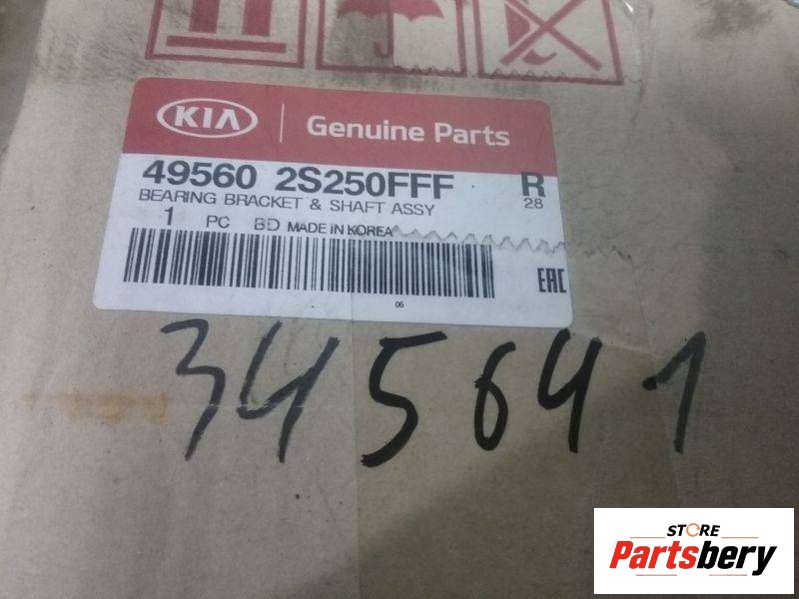 KIA Genuine Parts
49560 2S250FFF R
BEARING BRACKET & SHAFT ASSY 28
1 PC BD MADE IN KOREA
EAC
06
345641
STORE
Partsbery